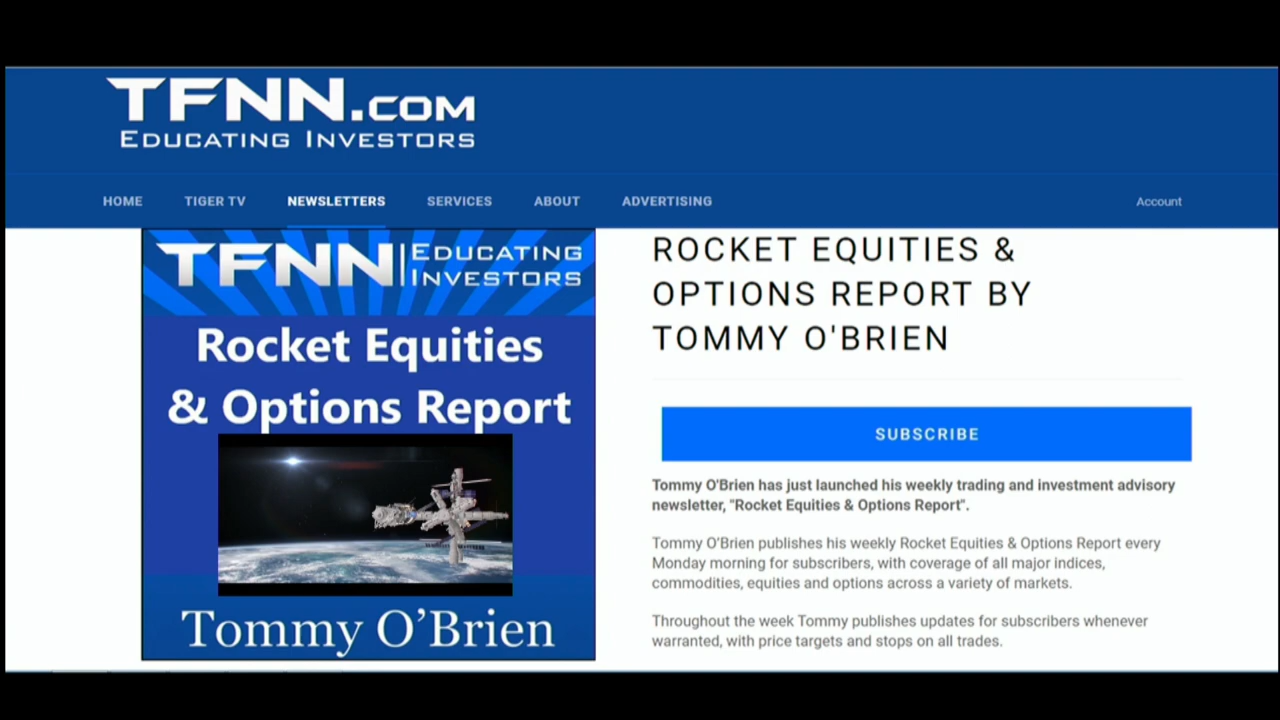 TFNN.COM
EDUCATING INVESTORS
HOME TIGER TV NEWSLETTERS SERVICES ABOUT ADVERTISING Account
TFNN EDUCATING
INVESTORS
Rocket Equities
& Options Report
Tommy O’Brien
ROCKET EQUITIES &
OPTIONS REPORT BY
TOMMY O'BRIEN
SUBSCRIBE
Tommy O'Brien has just launched his weekly trading and investment advisory
newsletter, "Rocket Equities & Options Report".
Tommy O'Brien publishes his weekly Rocket Equities & Options Report every
Monday morning for subscribers, with coverage of all major indices,
commodities, equities and options across a variety of markets.
Throughout the week Tommy publishes updates for subscribers whenever
warranted, with price targets and stops on all trades.